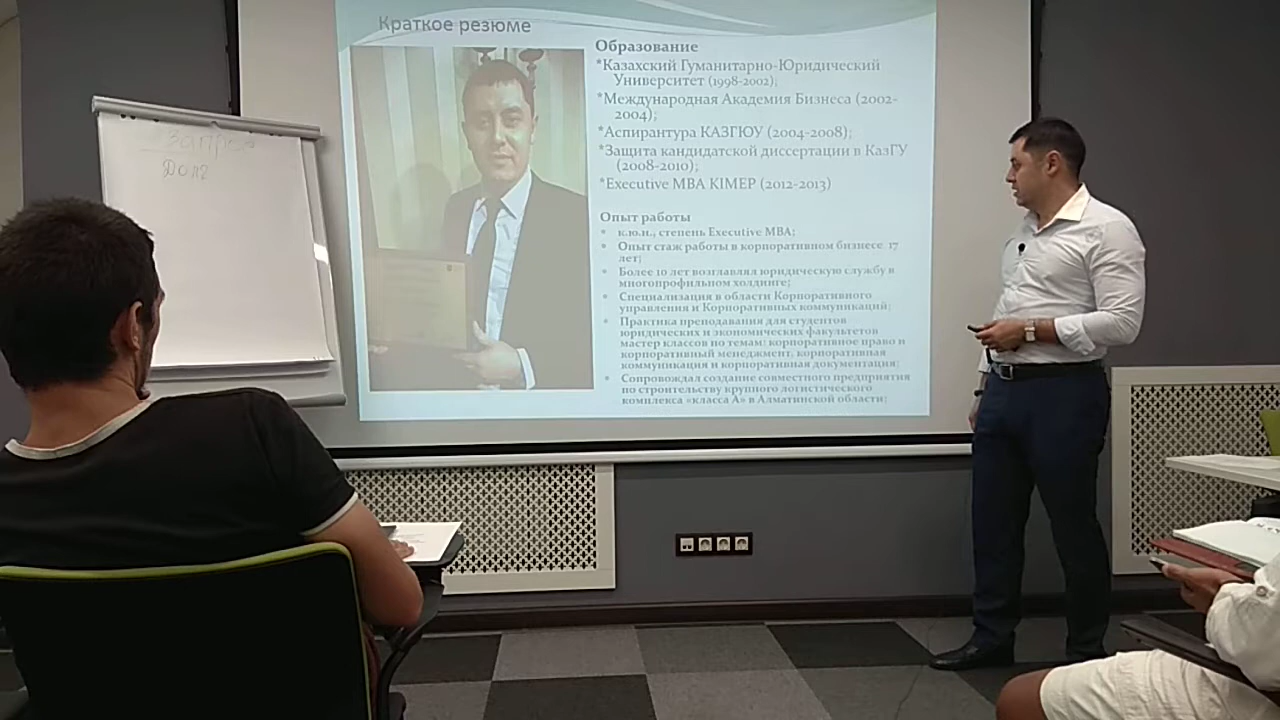 Краткое резюме
Образование
*Казахский Гуманитарно-Юридический
Университет (1998-2002);
*Международная Академия Бизнеса (2002-
2004);
*Аспирантура КАЗГЮУ (2004-2008);
*Защита кандидатской диссертации в КазГУ
(2008-2010);
*Executive MBA KIMEP (2012-2013)
Опыт работы
• к.ю.н., степень Executive MBA;
• Опыт стаж работы в корпоративном бизнесе 17
лет;
• Более 10 лет возглавлял юридическую службу в
многопрофильном холдинге;
• Специализация в области Корпоративного
управления и Корпоративных коммуникаций;
• Практика преподавания для студентов
юридических и экономических факультетов
мастер классов по темам: корпоративное право и
корпоративный менеджмент, корпоративная
коммуникация и корпоративная документация;
• Сопровождал создание совместного предприятия
по строительству крупного логистического
комплекса «класса А» в Алматинской области;
Долг